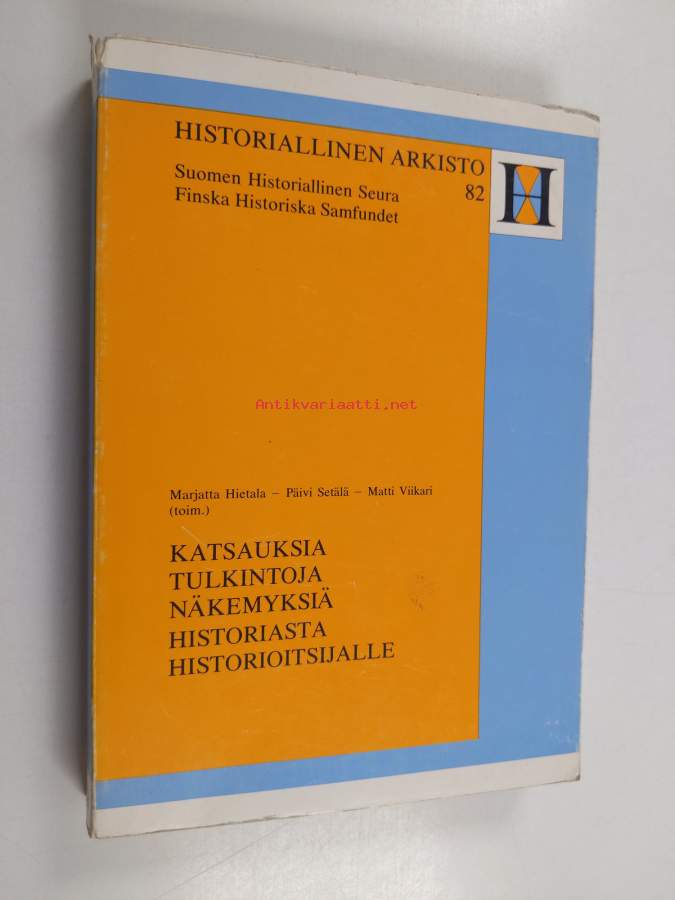 HISTORIALLINEN ARKISTO
82
Suomen Historiallinen Seura
Finska Historiska Samfundet
H
Antikvariaatti.net
Marjatta Hietala – Päivi Setälä – Matti Viikari
(toim.)
KATSAUKSIA
TULKINTOJA
NÄKEMYKSIÄ
HISTORIASTA
HISTORIOITSIJALLE